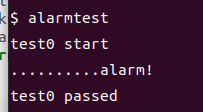 $ alarmtest
test0 start
..........alarm!
test0 passed